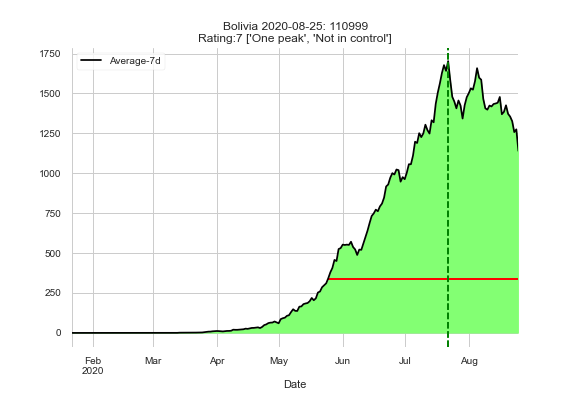 Bolivia 2020-08-25: 110999
Rating:7 ['One peak', 'Not in control']
Average-7d
1750
1500
1250
1000
750
500
250
0
Feb Mar Apr May Jun Jul Aug
2020
Date